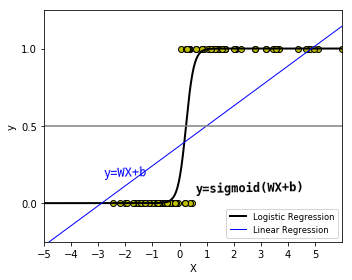 1.0
0.5
0.0
y
y=WX+b
y=sigmoid(WX+b)
Logistic Regression
Linear Regression
−5 −4 −3 −2 −1 0 1 2 3 4 5
X